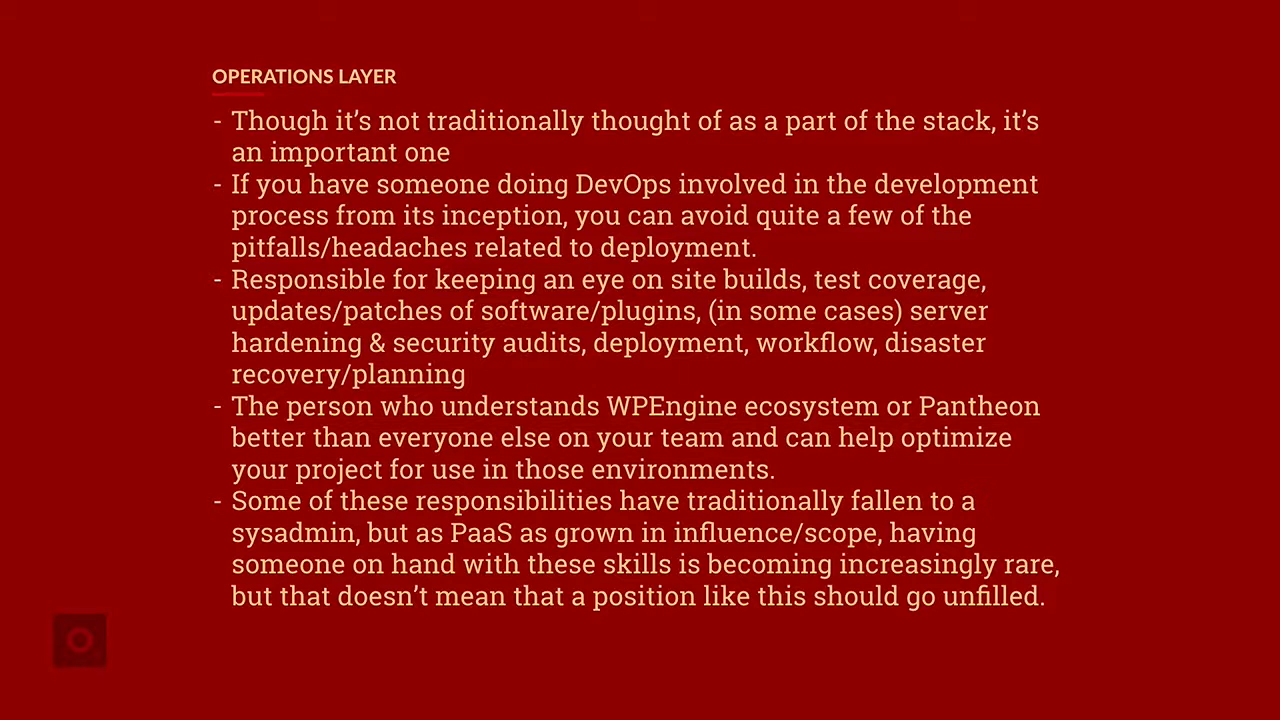 OPERATIONS LAYER
- Though it’s not traditionally thought of as a part of the stack, it’s
an important one
- If you have someone doing DevOps involved in the development
process from its inception, you can avoid quite a few of the
pitfalls/headaches related to deployment.
- Responsible for keeping an eye on site builds, test coverage,
updates/patches of software/plugins, (in some cases) server
hardening & security audits, deployment, workflow, disaster
recovery/planning
- The person who understands WPEngine ecosystem or Pantheon
better than everyone else on your team and can help optimize
your project for use in those environments.
- Some of these responsibilities have traditionally fallen to a
sysadmin, but as PaaS as grown in influence/scope, having
someone on hand with these skills is becoming increasingly rare,
but that doesn’t mean that a position like this should go unfilled.